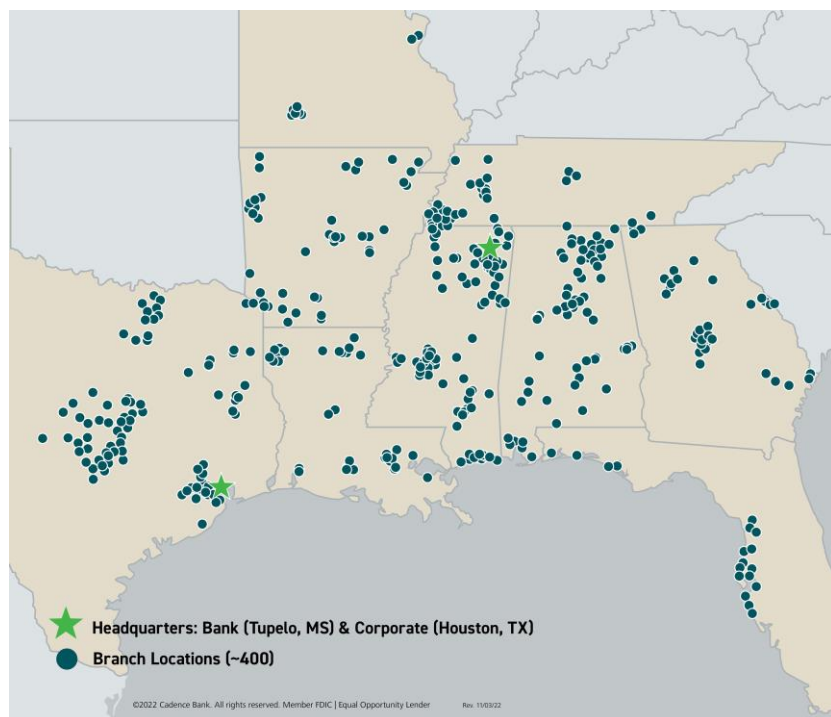 Headquarters: Bank (Tupelo, MS) & Corporate (Houston, TX)
Branch Locations (~400)
©2022 Cadence Bank. All rights reserved. Member FDIC | Equal Opportunity Lender Rev. 11/03/22